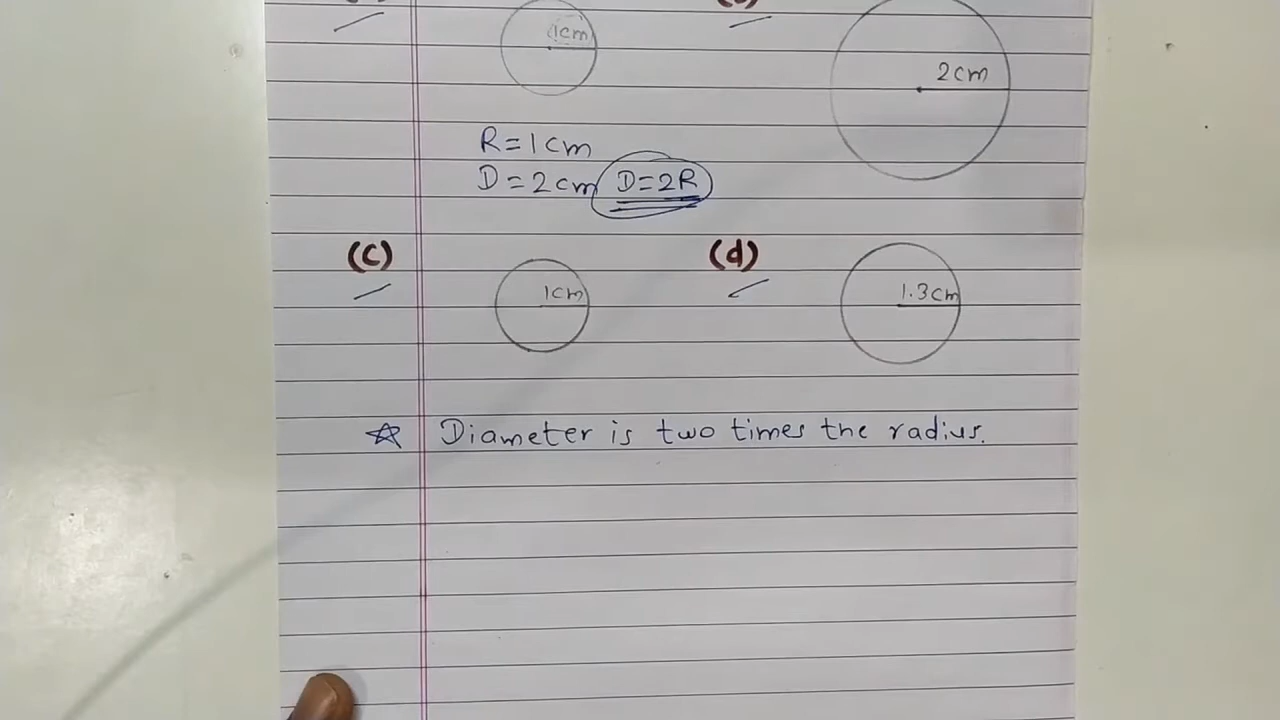 1cm
2cm
R=1cm
D=2cm D=2R
(c) (d)
1cm 1.3cm
☆ Diameter is two times the radius.